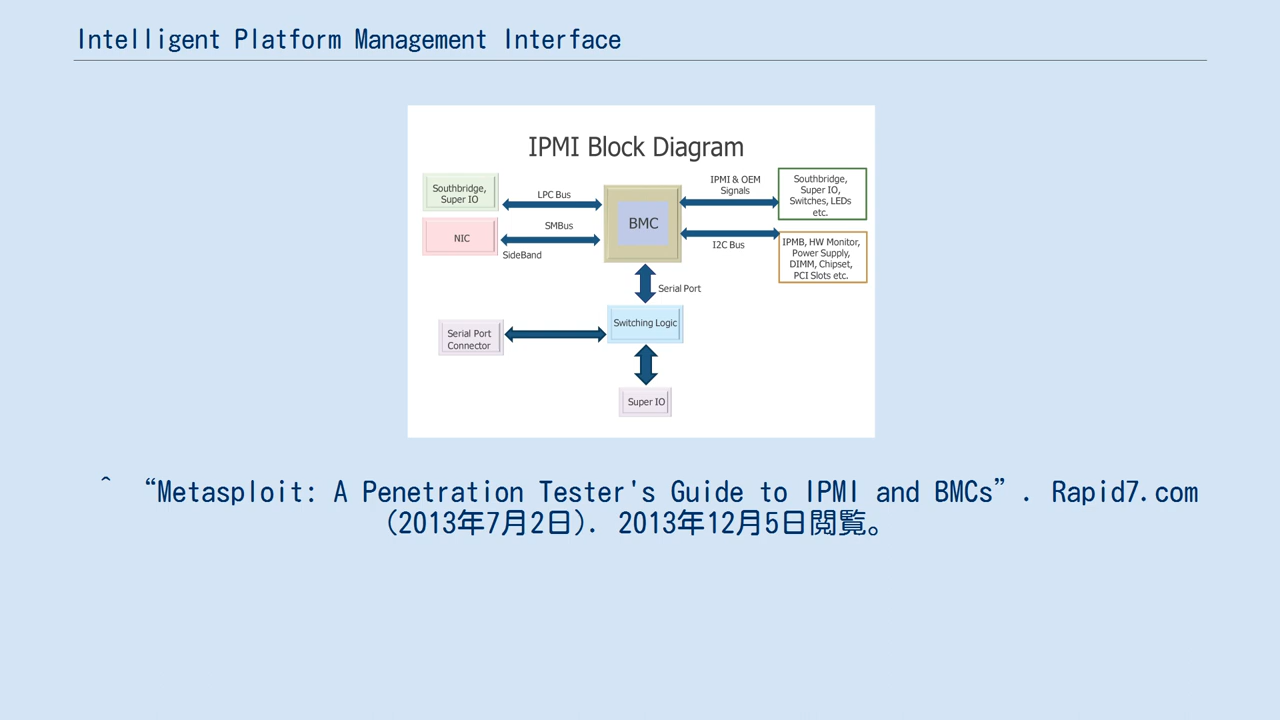 Intelligent Platform Management Interface
IPMI Block Diagram
Southbridge,
Super IO
LPC Bus
NIC
SMBus
SideBand
BMC
IPMI & OEM
Signals
Southbridge,
Super IO,
Switches, LEDs
etc.
I2C Bus
IPMB, HW Monitor,
Power Supply,
DIMM, Chipset,
PCI Slots etc.
Serial Port
Switching Logic
Serial Port
Connector
Super IO
^ “Metasploit: A Penetration Tester's Guide to IPMI and BMCs”. Rapid7.com
(2013年7月2日). 2013年12月5日閲覧。